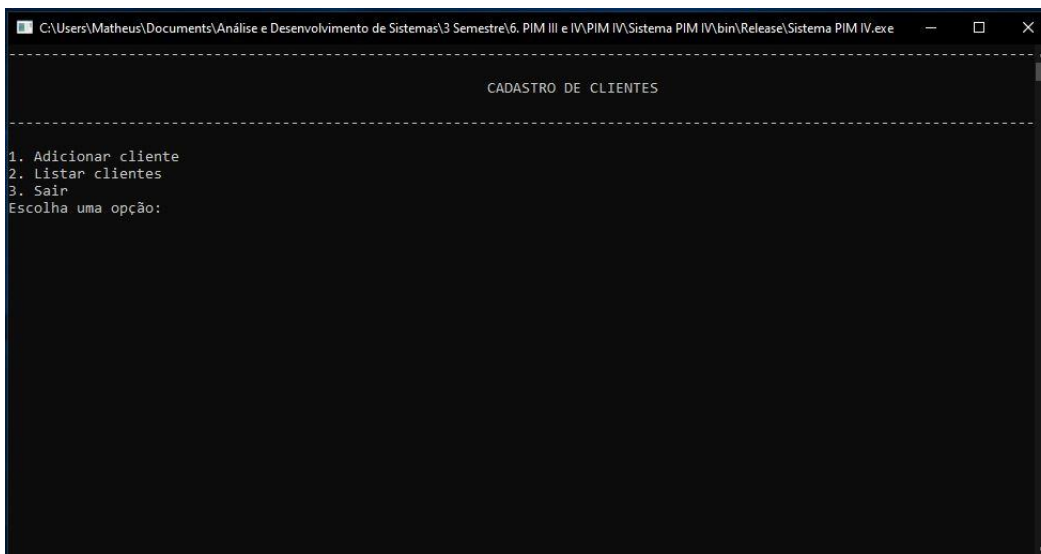 C:\Users\Matheus\Documents\Análise e Desenvolvimento de Sistemas\3 Semestre\6. PIM III e IV\PIM IV\Sistema PIM IV\bin\Release\Sistema PIM IV.exe
CADASTRO DE CLIENTES
1. Adicionar cliente
2. Listar clientes
3. Sair
Escolha uma opção: